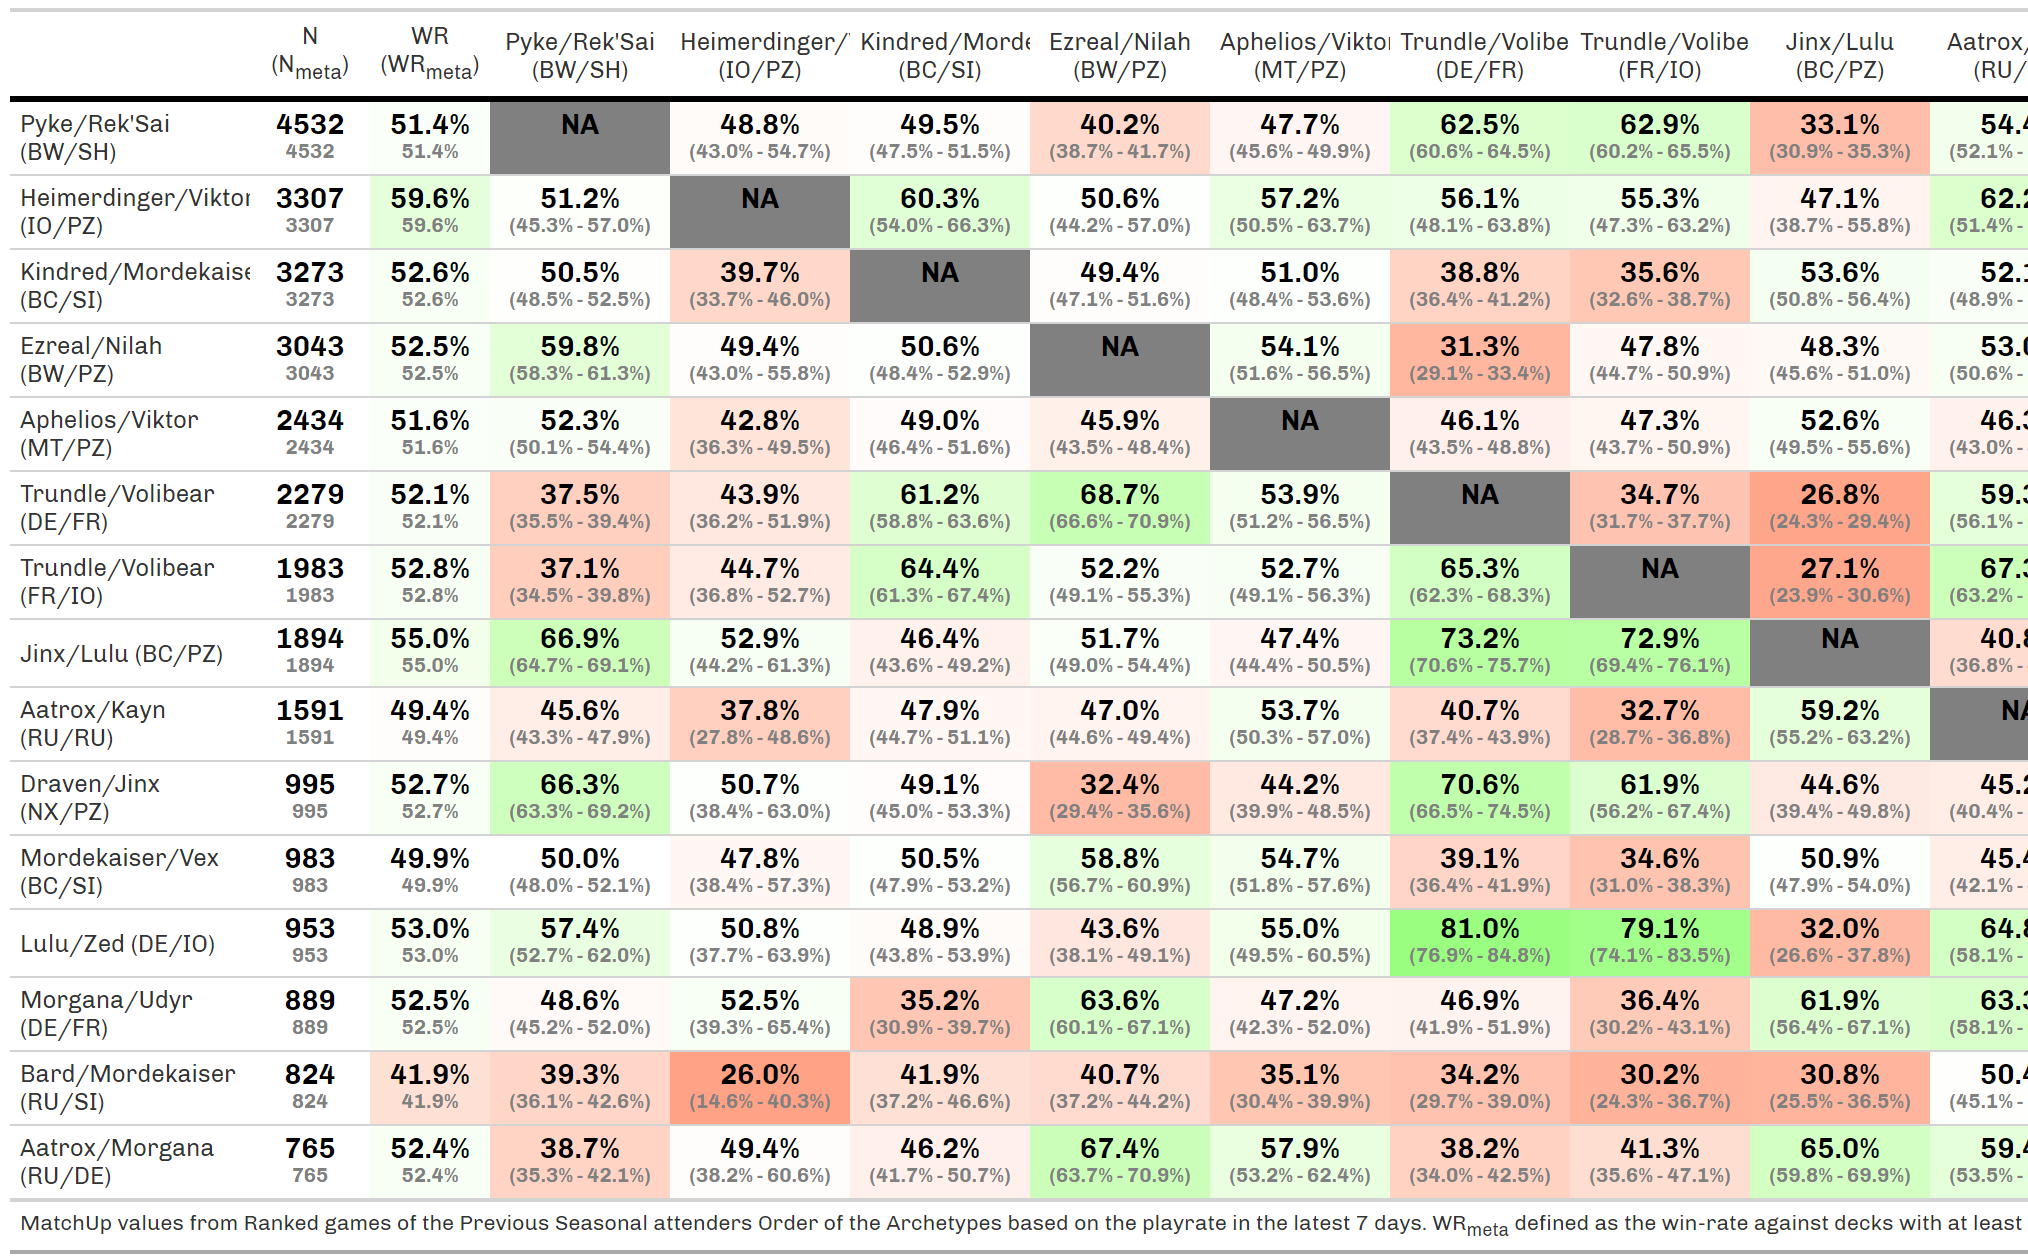 N WR Pyke/Rek'Sai Heimerdinger/ Kindred/Morde Ezreal/Nilah Aphelios/Viktor Trundle/Volibe Trundle/Volibe Jinx/Lulu Aatrox/
(Nmeta) (WRmeta) (BW/SH) (IO/PZ) (BC/SI) (BW/PZ) (MT/PZ) (DE/FR) (FR/IO) (BC/PZ) (RU/
Pyke/Rek'Sai 4532 51.4% NA 48.8% 49.5% 40.2% 47.7% 62.5% 62.9% 33.1% 54.4
(BW/SH) 4532 51.4% (43.0% - 54.7%) (47.5% - 51.5%) (38.7% - 41.7%) (45.6% - 49.9%) (60.6% - 64.5%) (60.2% - 65.5%) (30.9% - 35.3%) (52.1% -
Heimerdinger/Viktor 3307 59.6% 51.2% NA 60.3% 50.6% 57.2% 56.1% 55.3% 47.1% 62.2
(IO/PZ) 3307 59.6% (45.3% - 57.0%) (54.0% - 66.3%) (44.2% - 57.0%) (50.5% - 63.7%) (48.1% - 63.8%) (47.3% - 63.2%) (38.7% - 55.8%) (51.4% -
Kindred/Mordekaise 3273 52.6% 50.5% 39.7% NA 49.4% 51.0% 38.8% 35.6% 53.6% 52.1
(BC/SI) 3273 52.6% (48.5% - 52.5%) (33.7% - 46.0%) (47.1% - 51.6%) (48.4% - 53.6%) (36.4% - 41.2%) (32.6% - 38.7%) (50.8% - 56.4%) (48.9% -
Ezreal/Nilah 3043 52.5% 59.8% 49.4% 50.6% NA 54.1% 31.3% 47.8% 48.3% 53.0
(BW/PZ) 3043 52.5% (58.3% - 61.3%) (43.0% - 55.8%) (48.4% - 52.9%) (51.6% - 56.5%) (29.1% - 33.4%) (44.7% - 50.9%) (45.6% - 51.0%) (50.6% -
Aphelios/Viktor 2434 51.6% 52.3% 42.8% 49.0% 45.9% NA 46.1% 47.3% 52.6% 46.3
(MT/PZ) 2434 51.6% (50.1% - 54.4%) (36.3% - 49.5%) (46.4% - 51.6%) (43.5% - 48.4%) (43.5% - 48.8%) (43.7% - 50.9%) (49.5% - 55.6%) (43.0% -
Trundle/Volibear 2279 52.1% 37.5% 43.9% 61.2% 68.7% 53.9% NA 34.7% 26.8% 59.3
(DE/FR) 2279 52.1% (35.5% - 39.4%) (36.2% - 51.9%) (58.8% - 63.6%) (66.6% - 70.9%) (51.2% - 56.5%) (31.7% - 37.7%) (24.3% - 29.4%) (56.1% -
Trundle/Volibear 1983 52.8% 37.1% 44.7% 64.4% 52.2% 52.7% 65.3% NA 27.1% 67.3
(FR/IO) 1983 52.8% (34.5% - 39.8%) (36.8% - 52.7%) (61.3% - 67.4%) (49.1% - 55.3%) (49.1% - 56.3%) (62.3% - 68.3%) (23.9% - 30.6%) (63.2% -
Jinx/Lulu (BC/PZ) 1894 55.0% 66.9% 52.9% 46.4% 51.7% 47.4% 73.2% 72.9% NA 40.8
1894 55.0% (64.7% - 69.1%) (44.2% - 61.3%) (43.6% - 49.2%) (49.0% - 54.4%) (44.4% - 50.5%) (70.6% - 75.7%) (69.4% - 76.1%) (36.8% -
Aatrox/Kayn 1591 49.4% 45.6% 37.8% 47.9% 47.0% 53.7% 40.7% 32.7% 59.2% NA
(RU/RU) 1591 49.4% (43.3% - 47.9%) (27.8% - 48.6%) (44.7% - 51.1%) (44.6% - 49.4%) (50.3% - 57.0%) (37.4% - 43.9%) (28.7% - 36.8%) (55.2% - 63.2%)
Draven/Jinx 995 52.7% 66.3% 50.7% 49.1% 32.4% 44.2% 70.6% 61.9% 44.6% 45.2
(NX/PZ) 995 52.7% (63.3% - 69.2%) (38.4% - 63.0%) (45.0% - 53.3%) (29.4% - 35.6%) (39.9% - 48.5%) (66.5% - 74.5%) (56.2% - 67.4%) (39.4% - 49.8%) (40.4% -
Mordekaiser/Vex 983 49.9% 50.0% 47.8% 50.5% 58.8% 54.7% 39.1% 34.6% 50.9% 45.4
(BC/SI) 983 49.9% (48.0% - 52.1%) (38.4% - 57.3%) (47.9% - 53.2%) (56.7% - 60.9%) (51.8% - 57.6%) (36.4% - 41.9%) (31.0% - 38.3%) (47.9% - 54.0%) (42.1% -
Lulu/Zed (DE/IO) 953 53.0% 57.4% 50.8% 48.9% 43.6% 55.0% 81.0% 79.1% 32.0% 64.8
953 53.0% (52.7% - 62.0%) (37.7% - 63.9%) (43.8% - 53.9%) (38.1% - 49.1%) (49.5% - 60.5%) (76.9% - 84.8%) (74.1% - 83.5%) (26.6% - 37.8%) (58.1% -
Morgana/Udyr 889 52.5% 48.6% 52.5% 35.2% 63.6% 47.2% 46.9% 36.4% 61.9% 63.3
(DE/FR) 889 52.5% (45.2% - 52.0%) (39.3% - 65.4%) (30.9% - 39.7%) (60.1% - 67.1%) (42.3% - 52.0%) (41.9% - 51.9%) (30.2% - 43.1%) (56.4% - 67.1%) (58.1% -
Bard/Mordekaiser 824 41.9% 39.3% 26.0% 41.9% 40.7% 35.1% 34.2% 30.2% 30.8% 50.4
(RU/SI) 824 41.9% (36.1% - 42.6%) (14.6% - 40.3%) (37.2% - 46.6%) (37.2% - 44.2%) (30.4% - 39.9%) (29.7% - 39.0%) (24.3% - 36.7%) (25.5% - 36.5%) (45.1% -
Aatrox/Morgana 765 52.4% 38.7% 49.4% 46.2% 67.4% 57.9% 38.2% 41.3% 65.0% 59.4
(RU/DE) 765 52.4% (35.3% - 42.1%) (38.2% - 60.6%) (41.7% - 50.7%) (63.7% - 70.9%) (53.2% - 62.4%) (34.0% - 42.5%) (35.6% - 47.1%) (59.8% - 69.9%) (53.5% -
MatchUp values from Ranked games of the Previous Seasonal attenders Order of the Archetypes based on the playrate in the latest 7 days. WRmeta defined as the win-rate against decks with at least